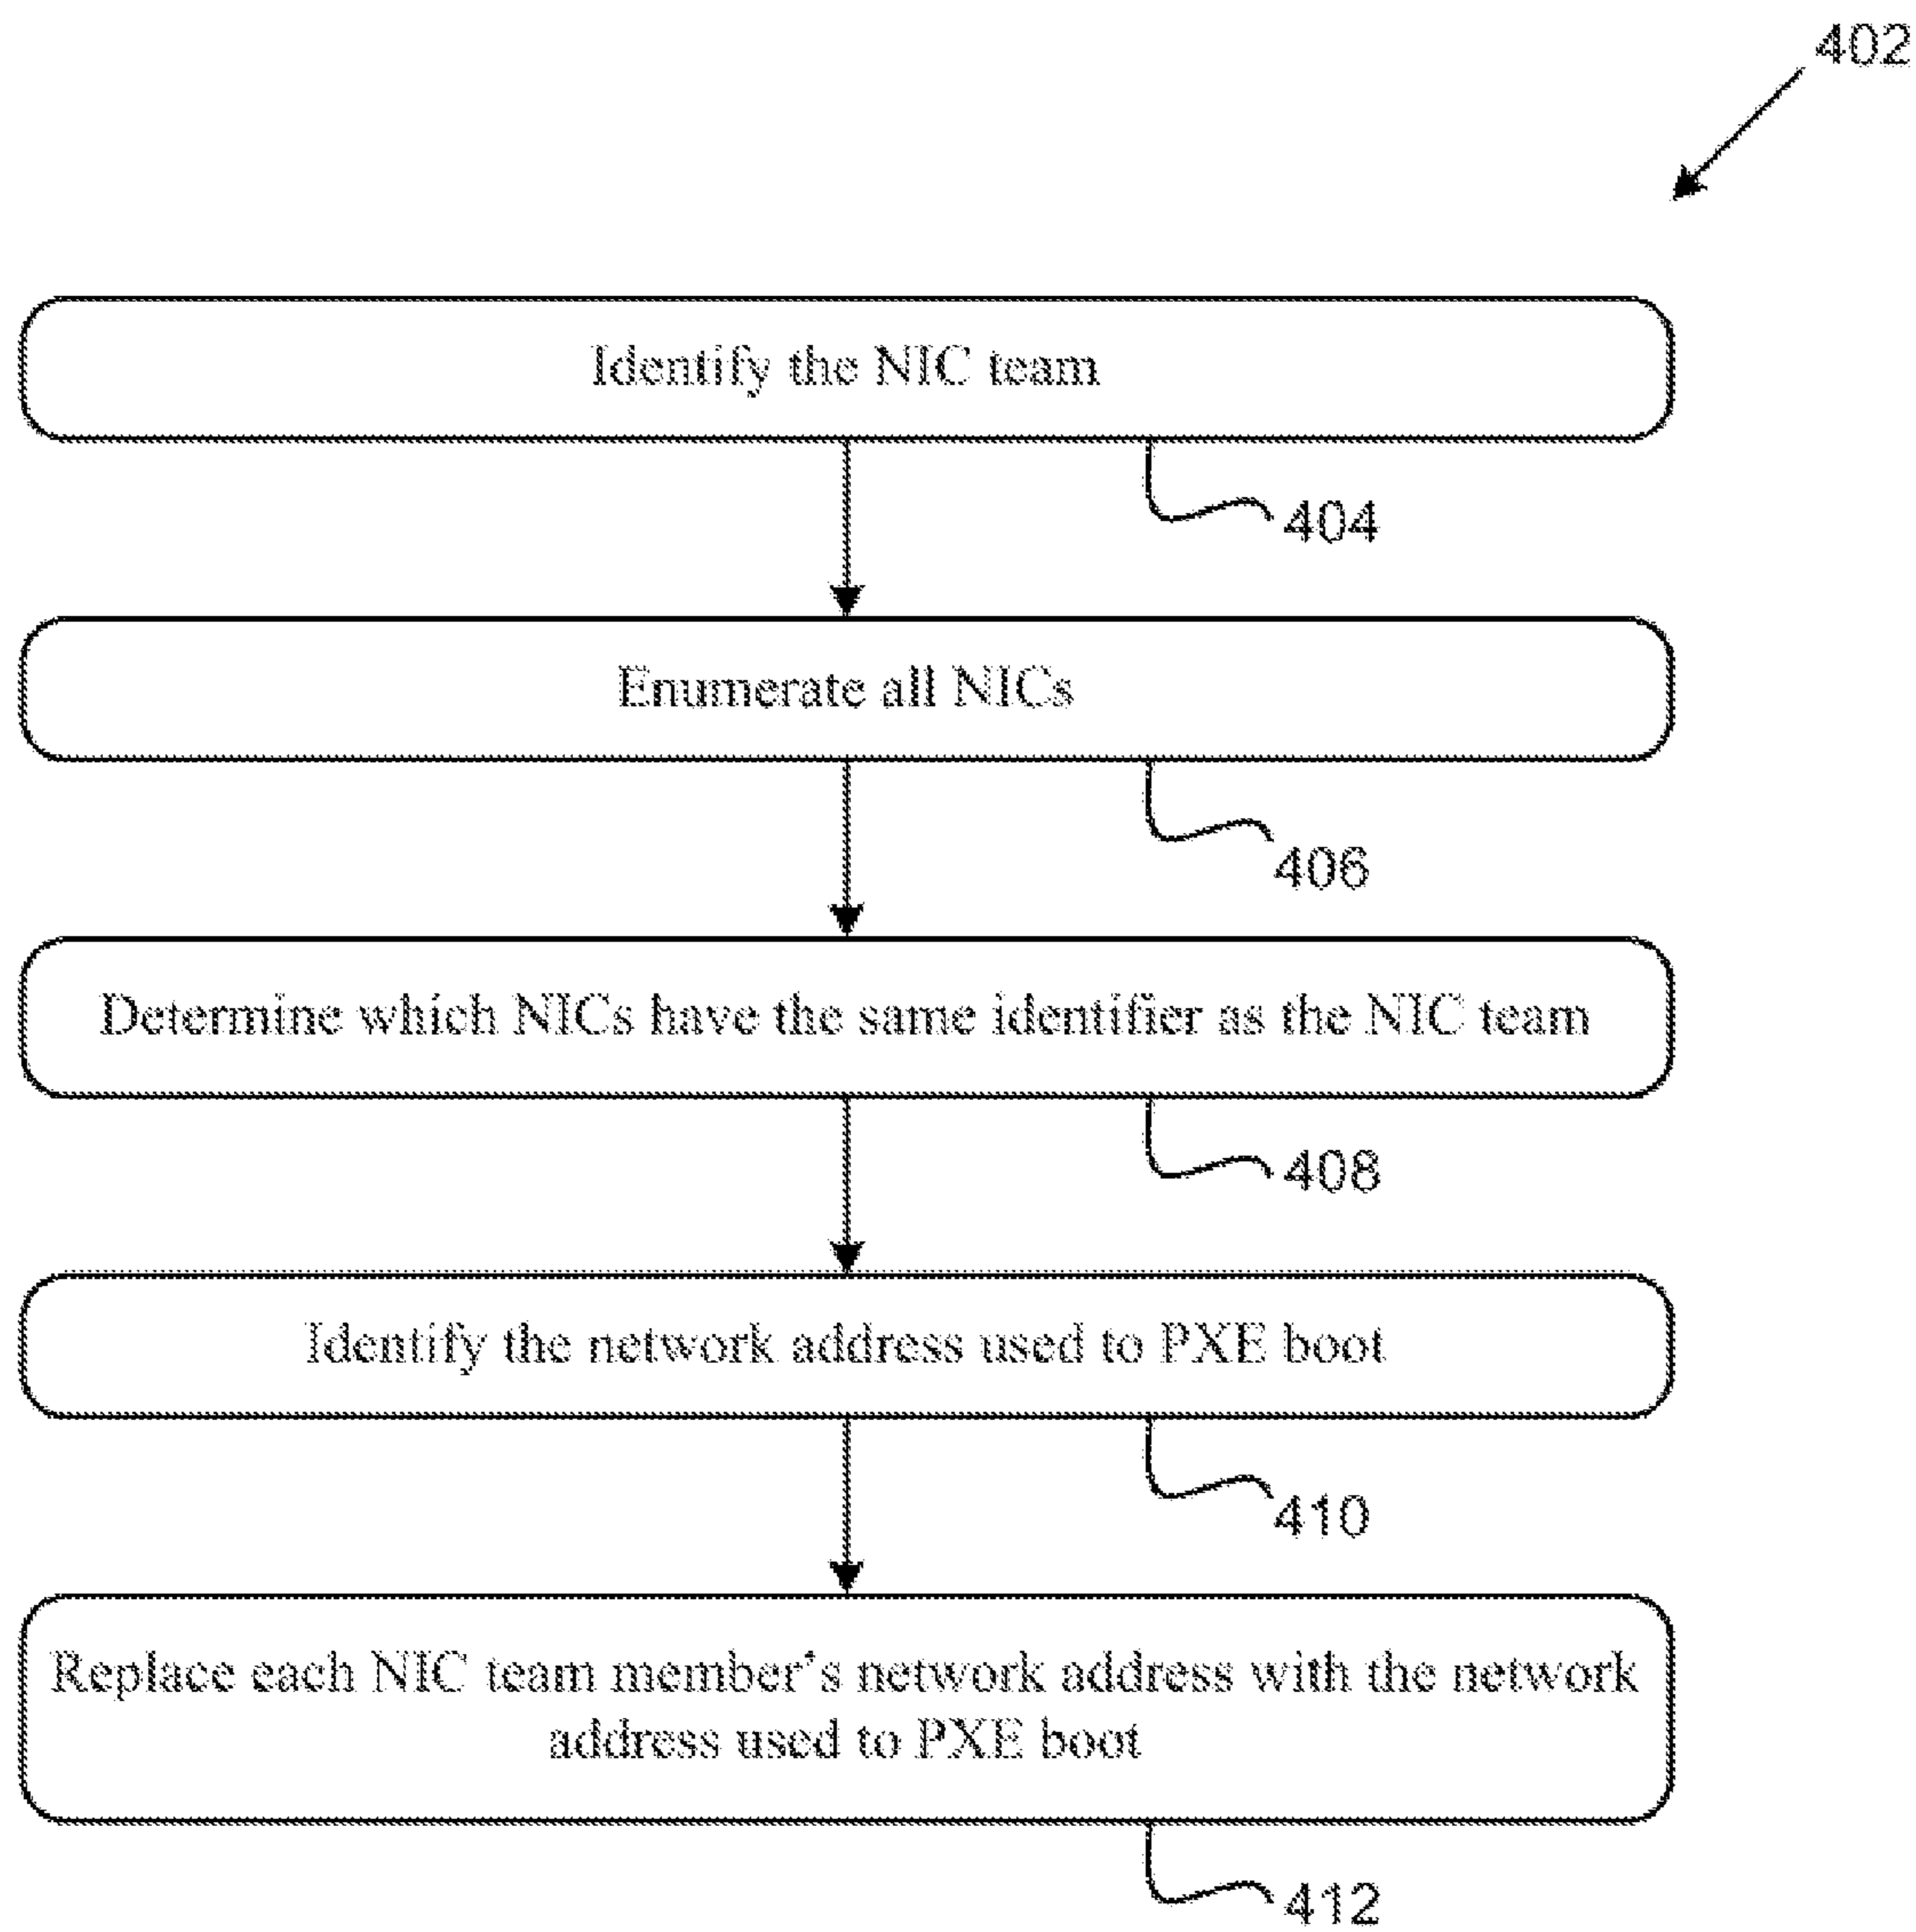 402
Identify the NIC team
404
Enumerate all NICs
406
Determine which NICs have the same identifier as the NIC team
408
Identify the network address used to PXE boot
410
Replace each NIC team member's network address with the network
address used to PXE boot
412